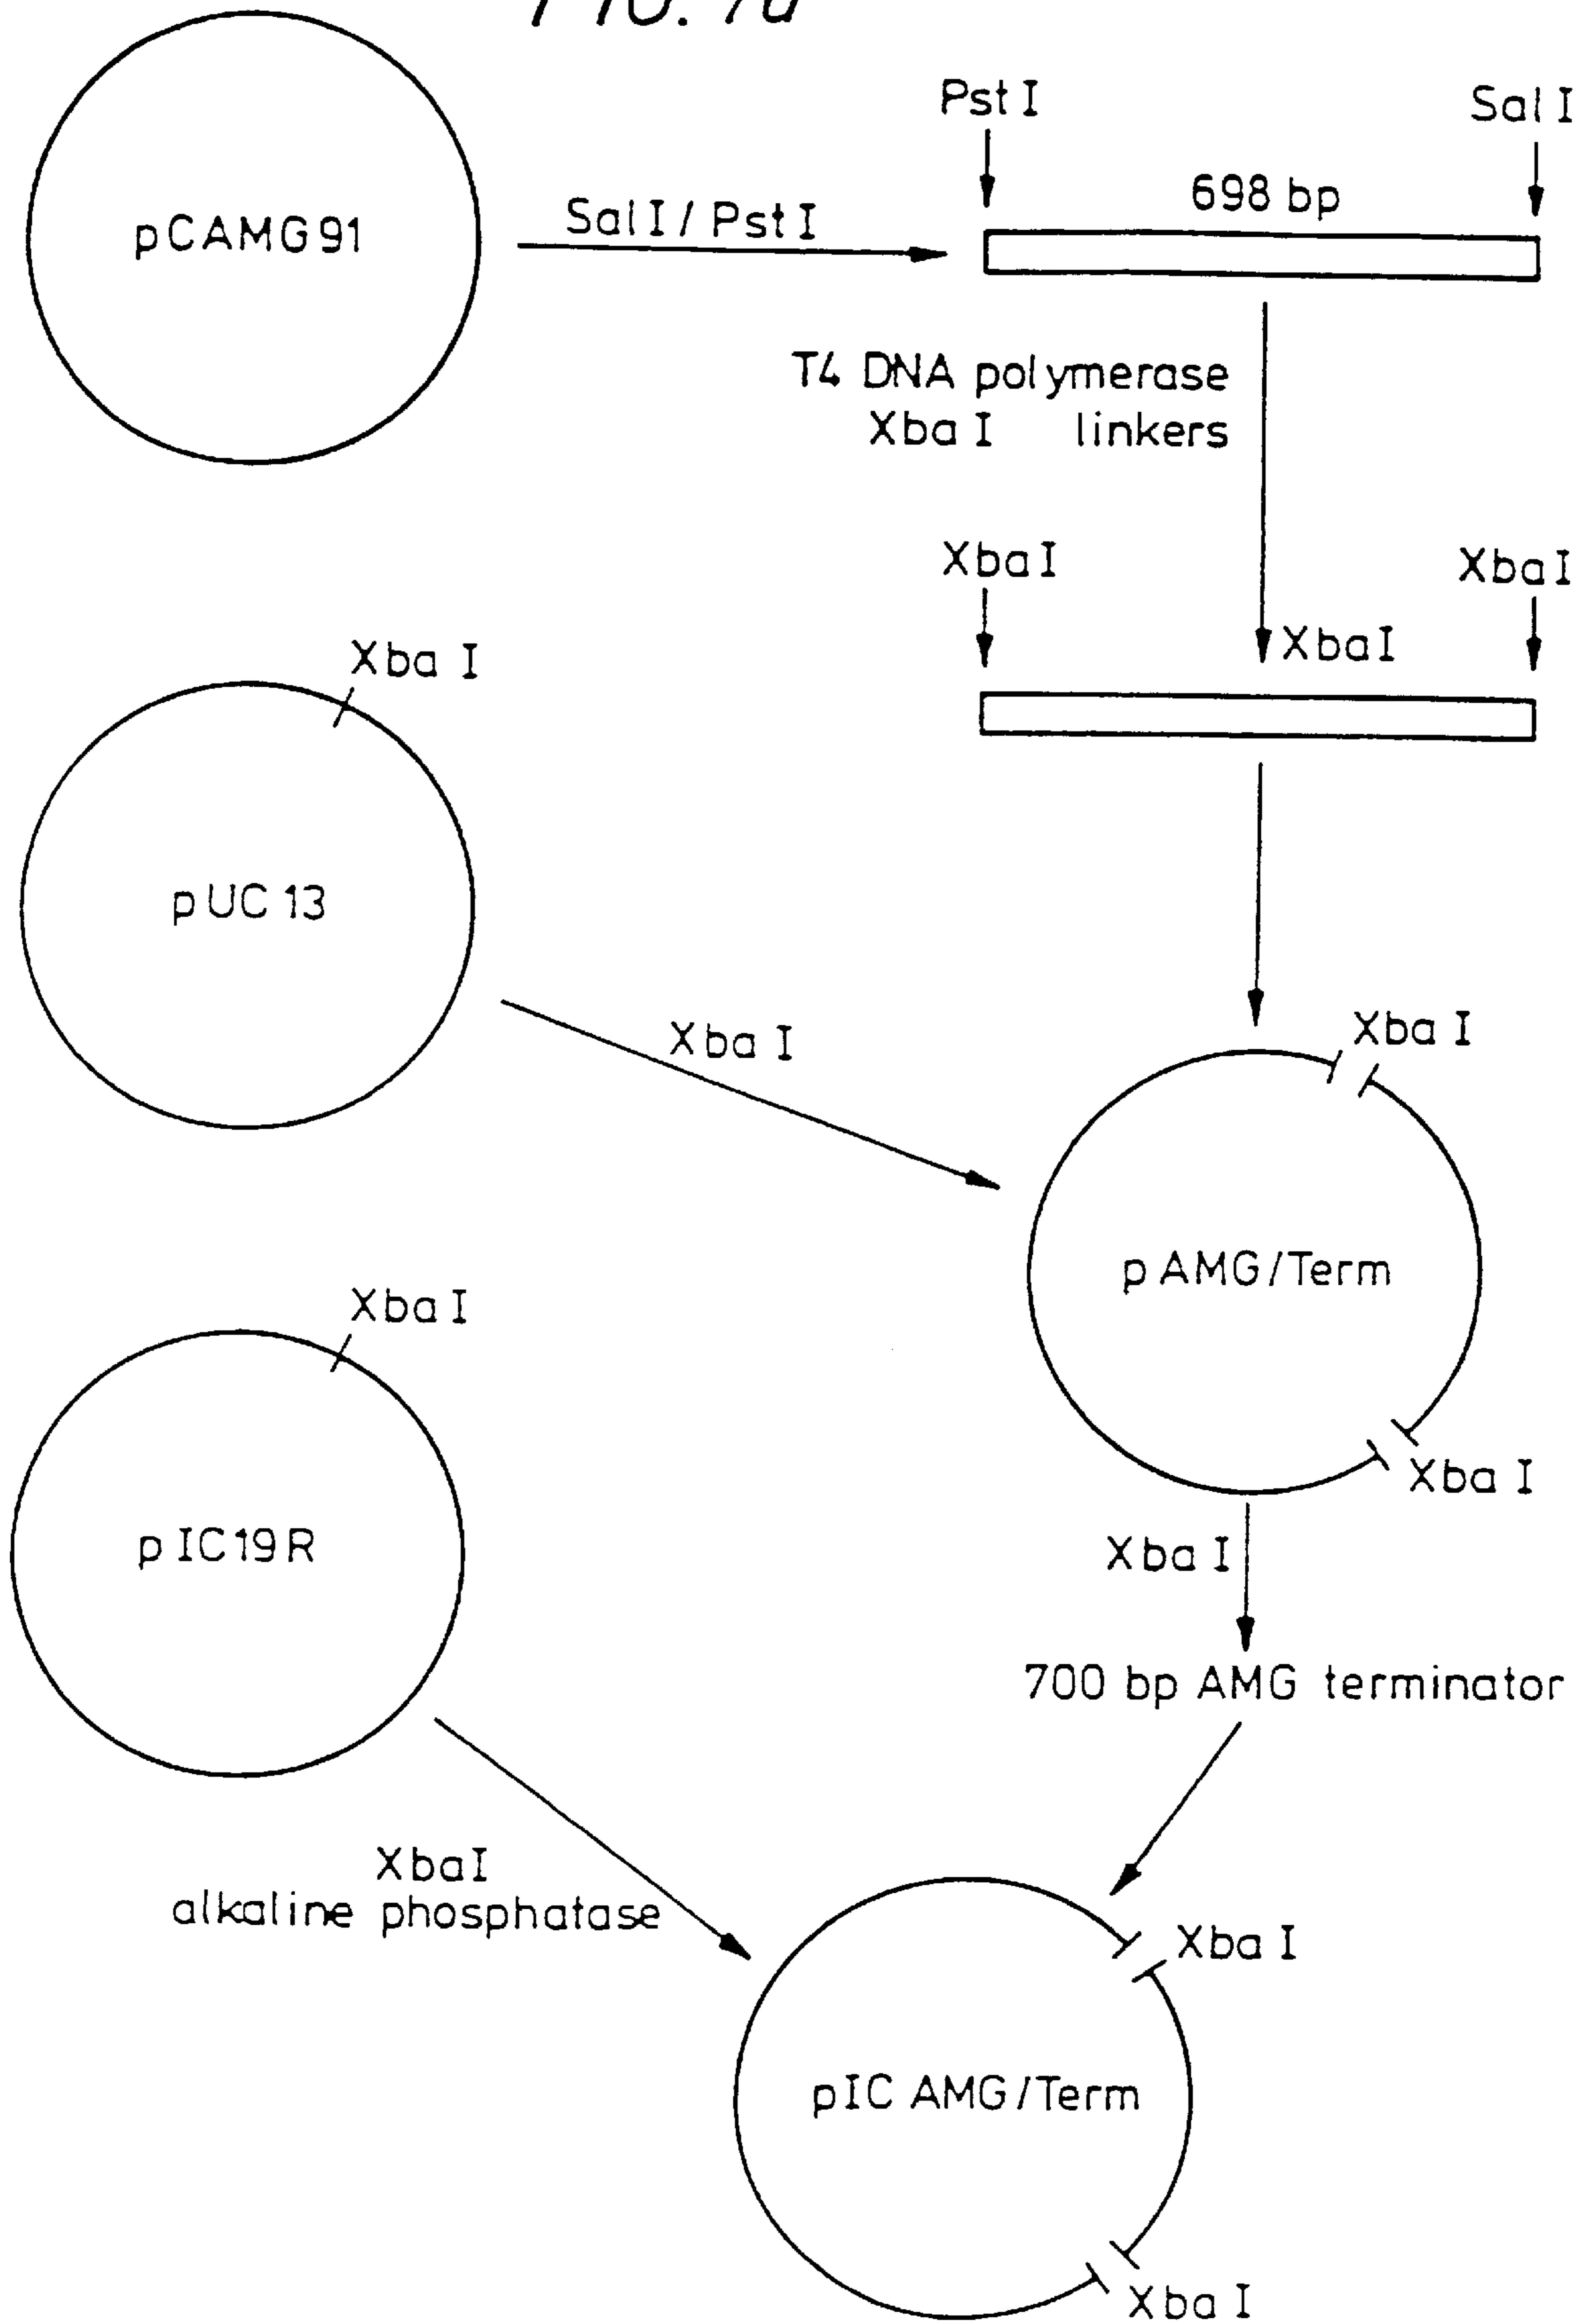 Pst I
Sal I
698 bp
pCAMG91
Sal I / Pst I
T4 DNA polymerase
Xba I linkers
Xba I
Xba I
Xba I
Xba I
pUC 13
Xba I
Xba I
pAMG/Term
Xba I
Xba I
pIC19R
Xba I
700 bp AMG terminator
Xba I
alkaline phosphatase
Xba I
pIC AMG/Term
Xba I